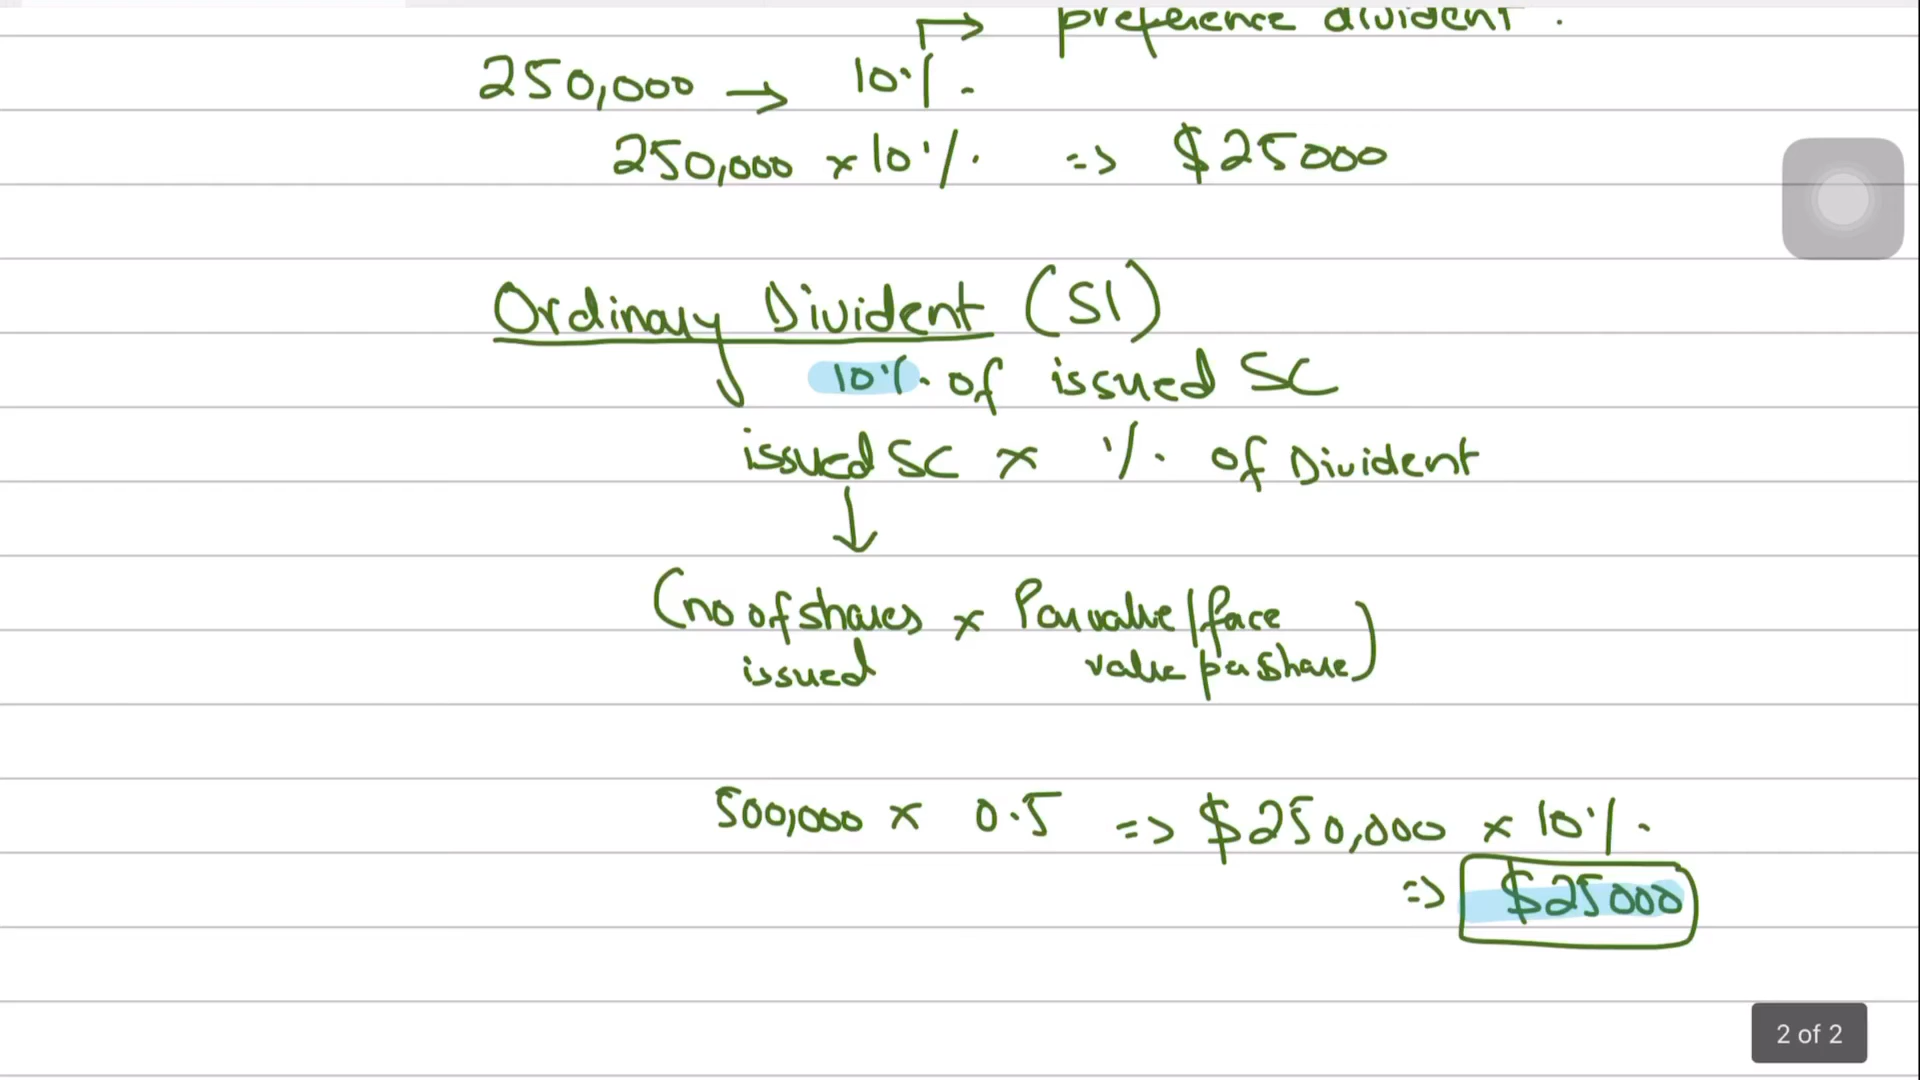 preference divident .
250,000 → 10%.
250,000 × 10% . => $25000
Ordinary Divident (S1)
10% of issued SC
issued SC × % of Divident
(no of shares × Par value / face
issued value per share)
500,000 × 0.5 => $250,000 × 10%.
=> $25000
2 of 2